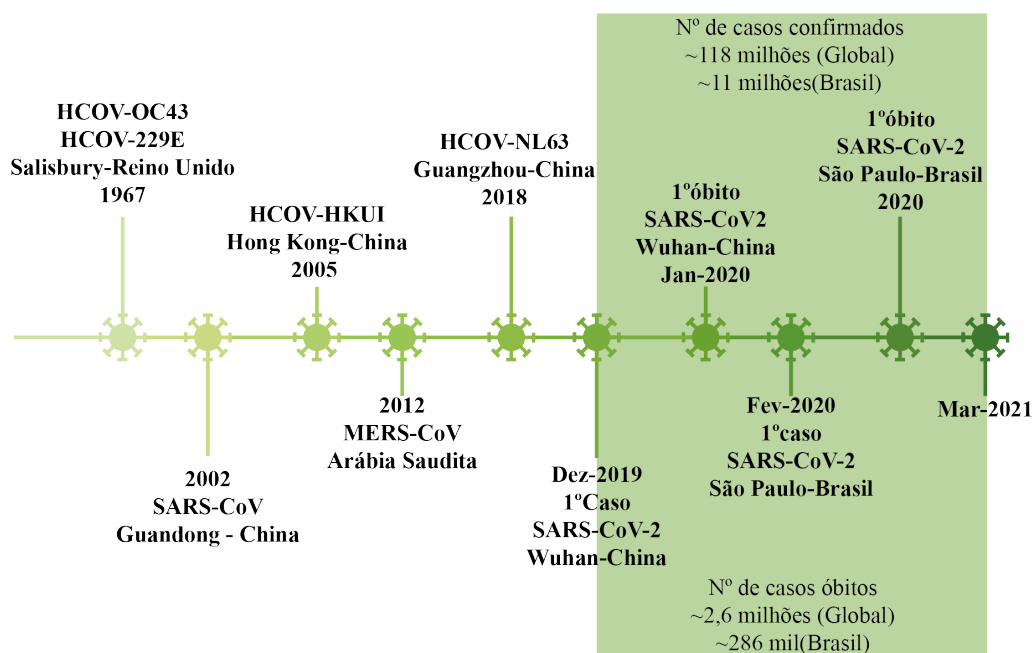 HCOV-OC43
HCOV-229E
Salisbury-Reino Unido
1967
2002
SARS-CoV
Guandong - China
HCOV-HKUI
Hong Kong-China
2005
2012
MERS-CoV
Arábia Saudita
HCOV-NL63
Guangzhou-China
2018
Dez-2019
1ºCaso
SARS-CoV-2
Wuhan-China
Nº de casos confirmados
~118 milhões (Global)
~11 milhões(Brasil)
1ºóbito
SARS-CoV2
Wuhan-China
Jan-2020
Fev-2020
1ºcaso
SARS-CoV-2
São Paulo-Brasil
1ºóbito
SARS-CoV-2
São Paulo-Brasil
2020
Mar-2021
Nº de casos óbitos
~2,6 milhões (Global)
~286 mil(Brasil)